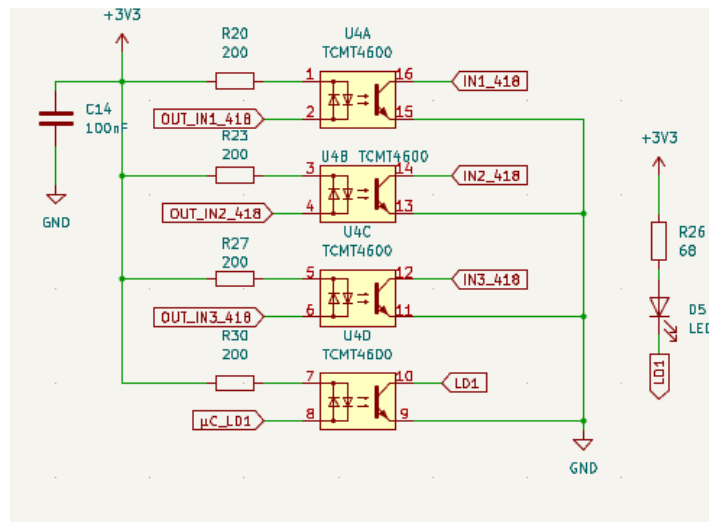 +3V3
R20
200
U4A
TCMT4600
1
16
IN1_418
C14
100nF
OUT_IN1_418
2
15
R23
200
U4B TCMT4600
3
14
IN2_418
+3V3
OUT_IN2_418
4
13
GND
R27
200
U4C
TCMT4600
R26
68
5
12
IN3_418
OUT_IN3_418
6
11
D5
LED
R30
200
U4D
TCMT4600
7
10
LD1
LD1
µC_LD1
8
9
GND